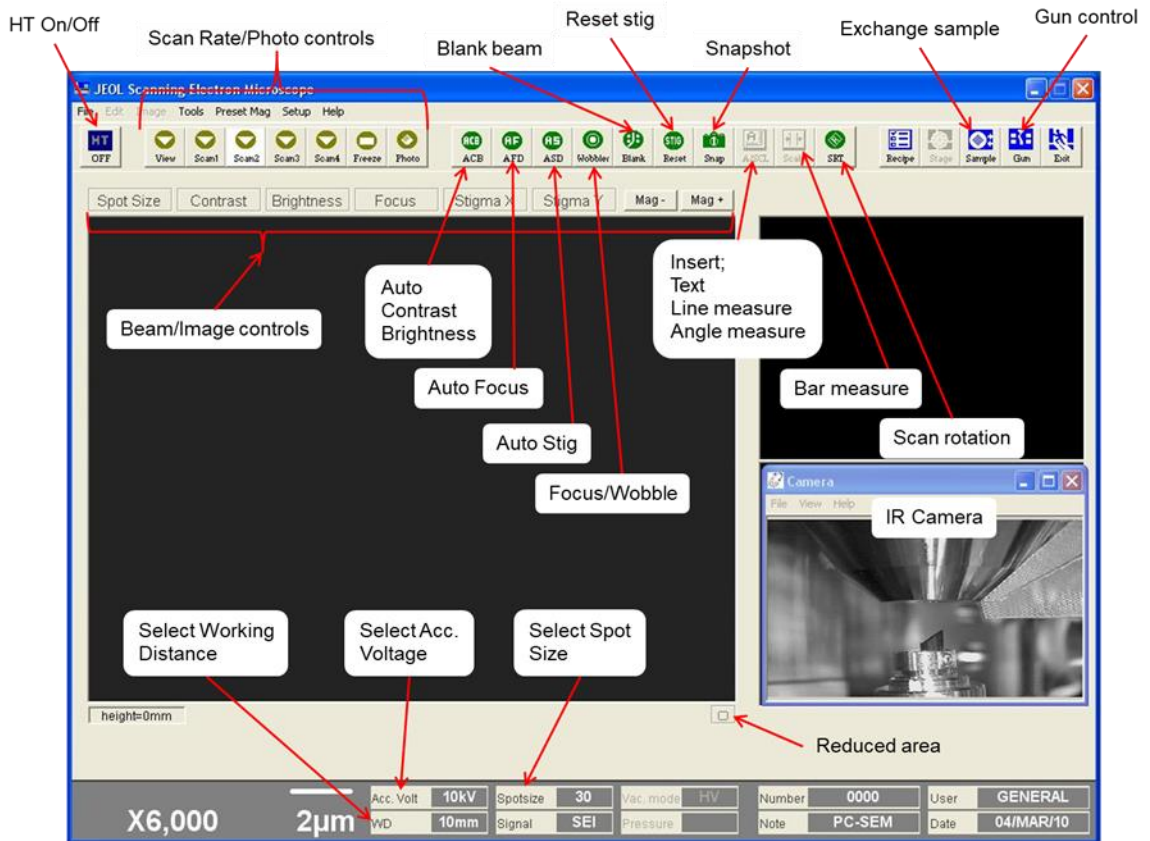 HT On/Off
Scan Rate/Photo controls
Blank beam
Reset stig
Snapshot
Exchange sample
Gun control
JEOL Scanning Electron Microscope
File Edit Image Tools Preset Mag Setup Help
HT ACB AF AS STIG
OFF View Scan1 Scan2 Scan3 Scan4 Freeze Photo ACB AFD ASD Wobbler Blank Reset Snap SRT Recipe Stage Sample Gun Exit
Spot Size Contrast Brightness Focus Stigma X Stigma Y Mag - Mag +
Beam/Image controls
Auto
Contrast
Brightness
Auto Focus
Auto Stig
Focus/Wobble
Insert;
Text
Line measure
Angle measure
Bar measure
Scan rotation
Camera
File View Help
IR Camera
Select Working
Distance
Select Acc.
Voltage
Select Spot
Size
height=0mm
Reduced area
X6,000
2μm
Acc. Volt 10kV Spotsize 30 Vac. mode HV Number 0000 User GENERAL
WD 10mm Signal SEI Pressure Note PC-SEM Date 04/MAR/10